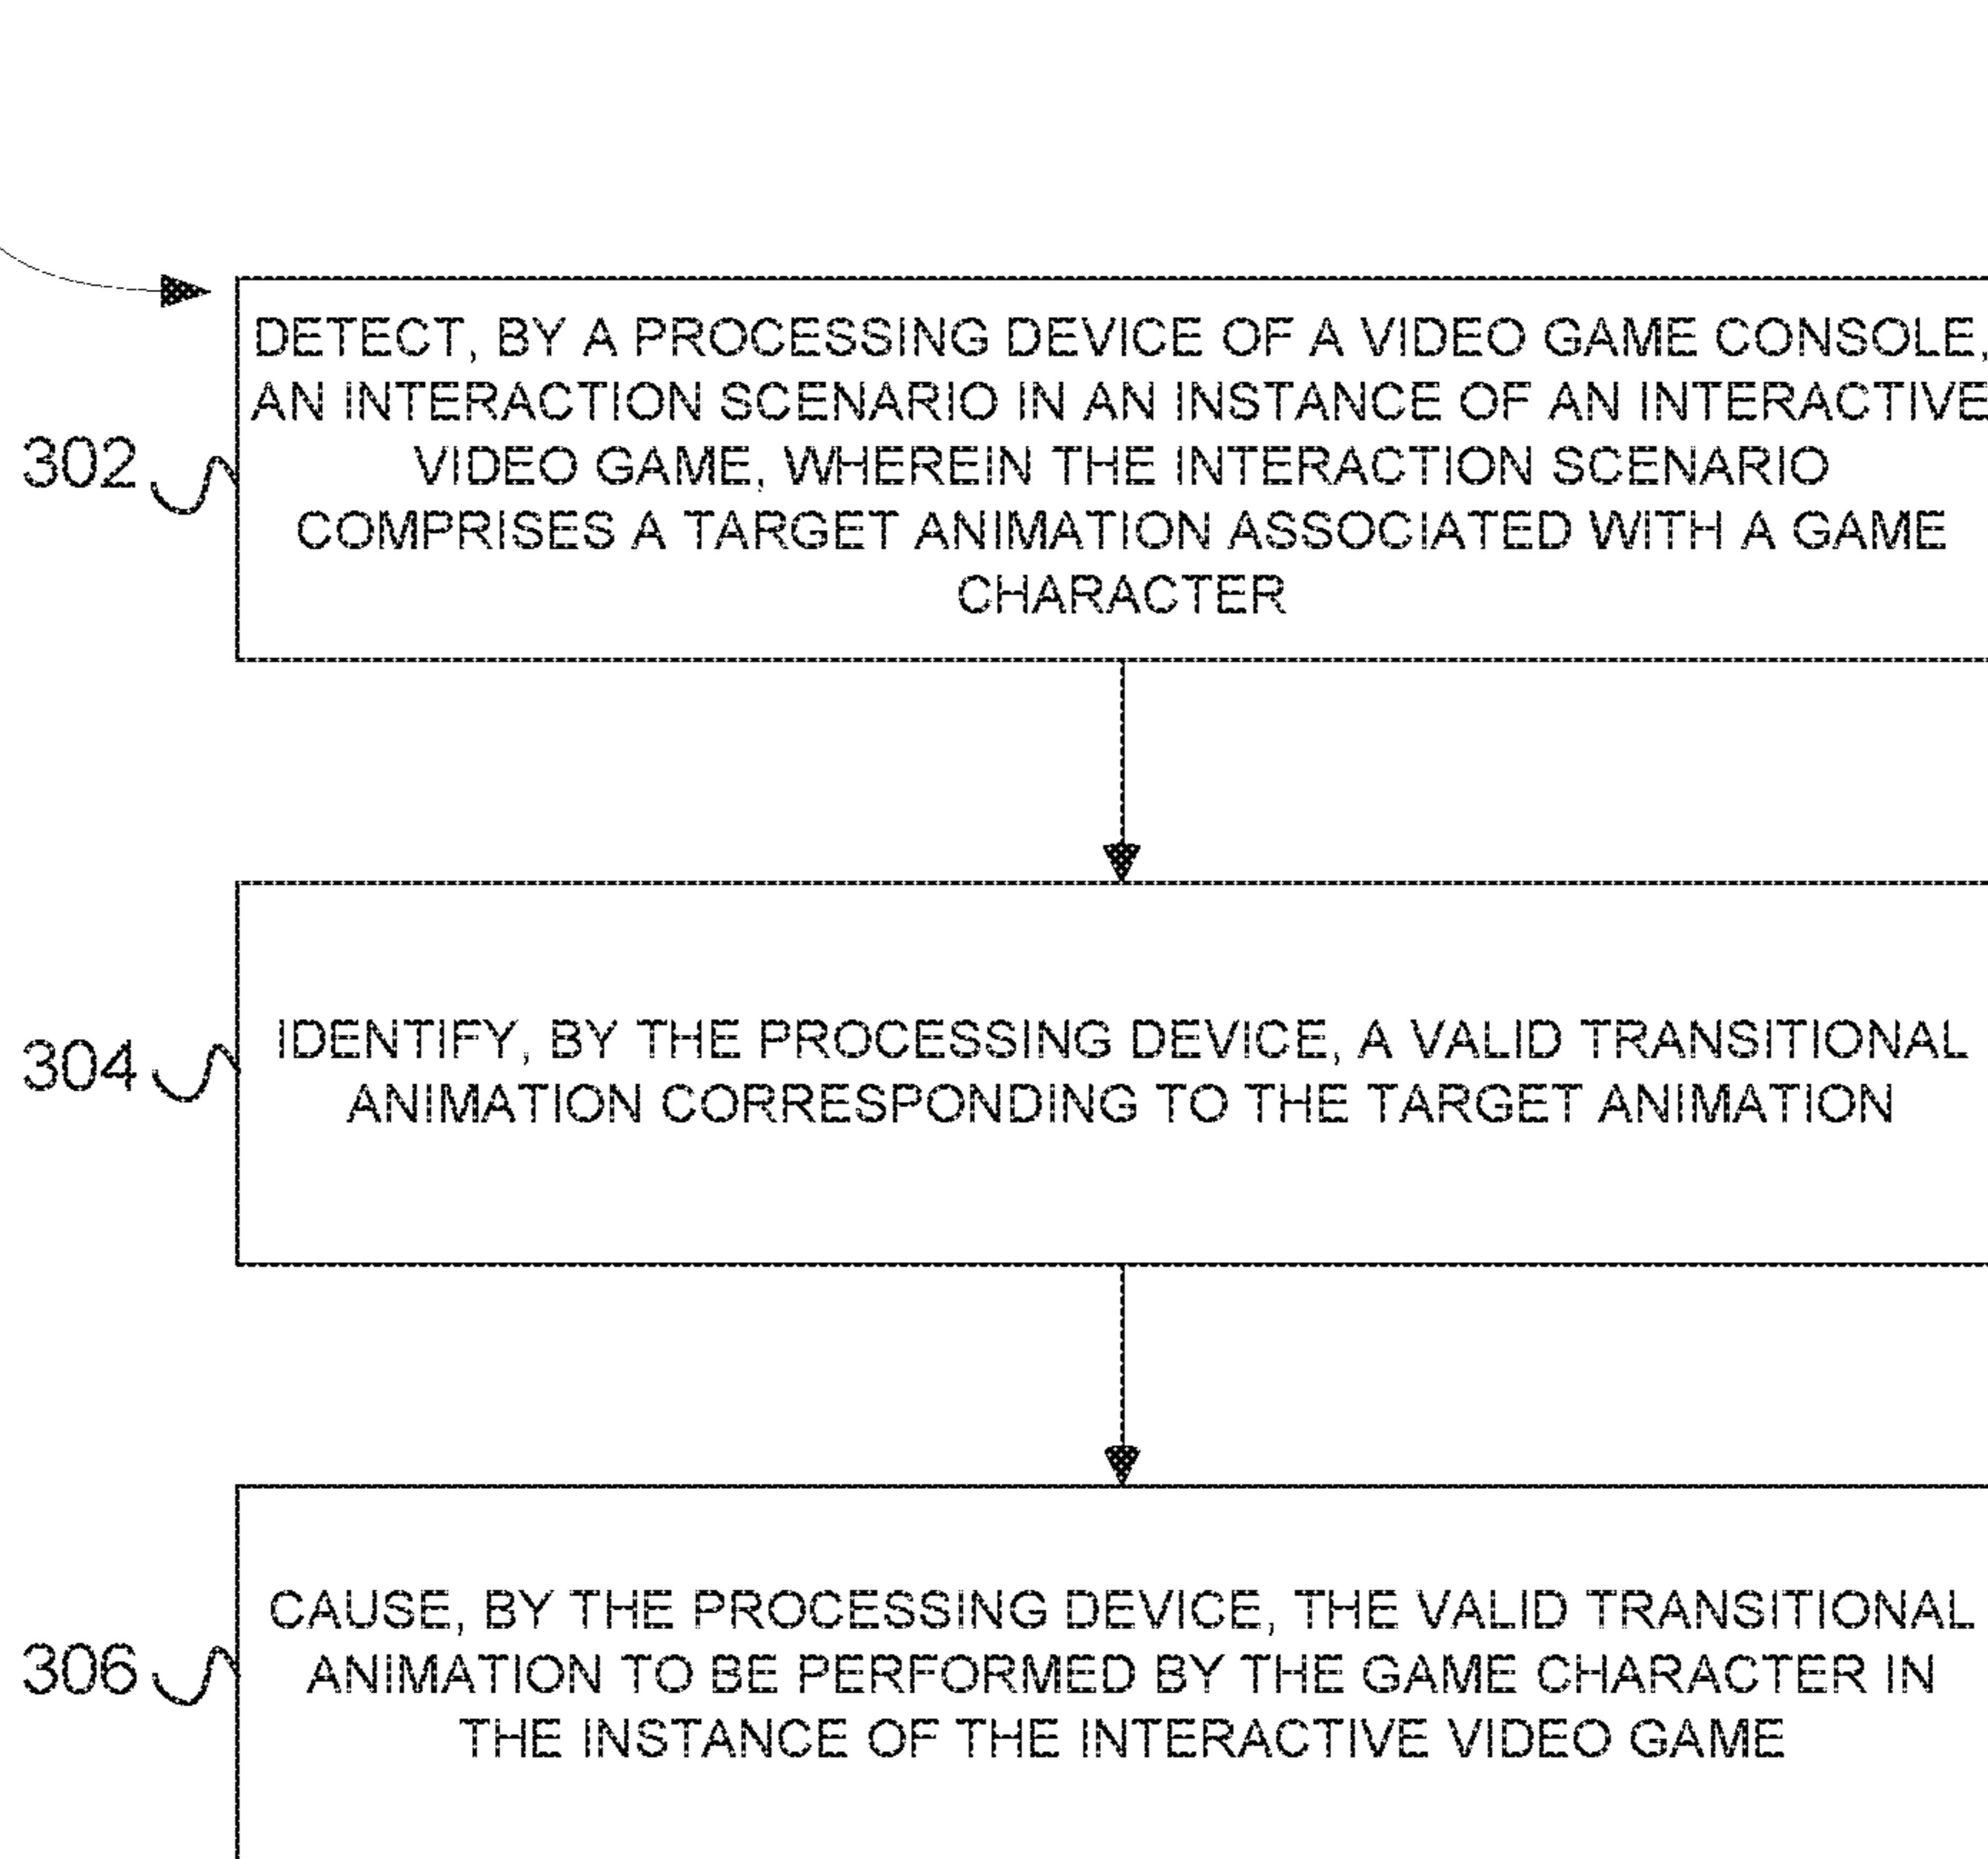 DETECT, BY A PROCESSING DEVICE OF A VIDEO GAME CONSOLE,
AN INTERACTION SCENARIO IN AN INSTANCE OF AN INTERACTIVE
302
VIDEO GAME, WHEREIN THE INTERACTION SCENARIO
COMPRISES A TARGET ANIMATION ASSOCIATED WITH A GAME
CHARACTER
304
IDENTIFY, BY THE PROCESSING DEVICE, A VALID TRANSITIONAL
ANIMATION CORRESPONDING TO THE TARGET ANIMATION
CAUSE, BY THE PROCESSING DEVICE, THE VALID TRANSITIONAL
306
ANIMATION TO BE PERFORMED BY THE GAME CHARACTER IN
THE INSTANCE OF THE INTERACTIVE VIDEO GAME